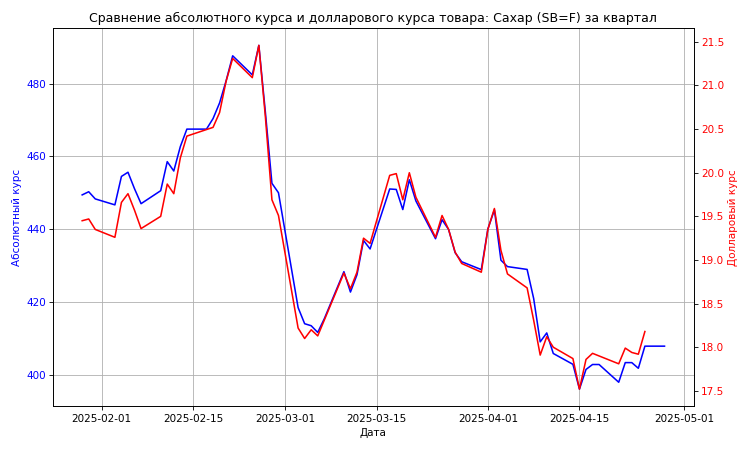 Сравнение абсолютного курса и долларового курса товара: Сахар (SB=F) за квартал
Абсолютный курс
480
460
440
420
400
21.5
21.0
20.5
20.0
19.5
19.0
18.5
18.0
17.5
Долларовый курс
2025-02-01 2025-02-15 2025-03-01 2025-03-15 2025-04-01 2025-04-15 2025-05-01
Дата